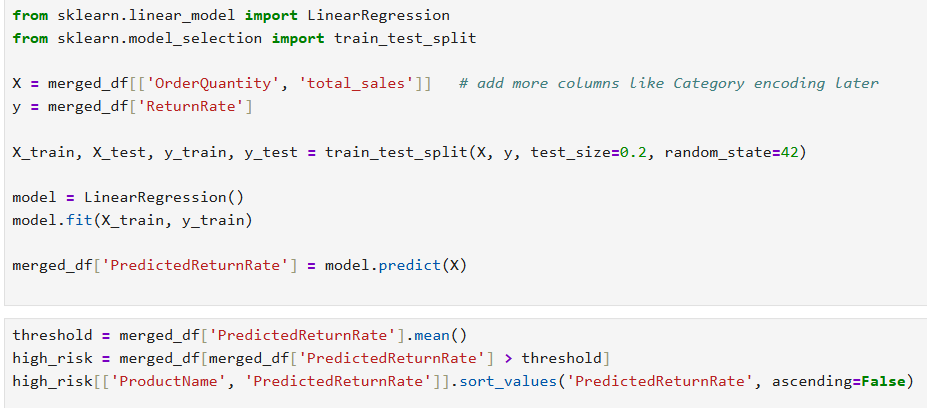 from sklearn.linear_model import LinearRegression
from sklearn.model_selection import train_test_split
X = merged_df[['OrderQuantity', 'total_sales']]   # add more columns like Category encoding later
y = merged_df['ReturnRate']
X_train, X_test, y_train, y_test = train_test_split(X, y, test_size=0.2, random_state=42)
model = LinearRegression()
model.fit(X_train, y_train)
merged_df['PredictedReturnRate'] = model.predict(X)
threshold = merged_df['PredictedReturnRate'].mean()
high_risk = merged_df[merged_df['PredictedReturnRate'] > threshold]
high_risk[['ProductName', 'PredictedReturnRate']].sort_values('PredictedReturnRate', ascending=False)